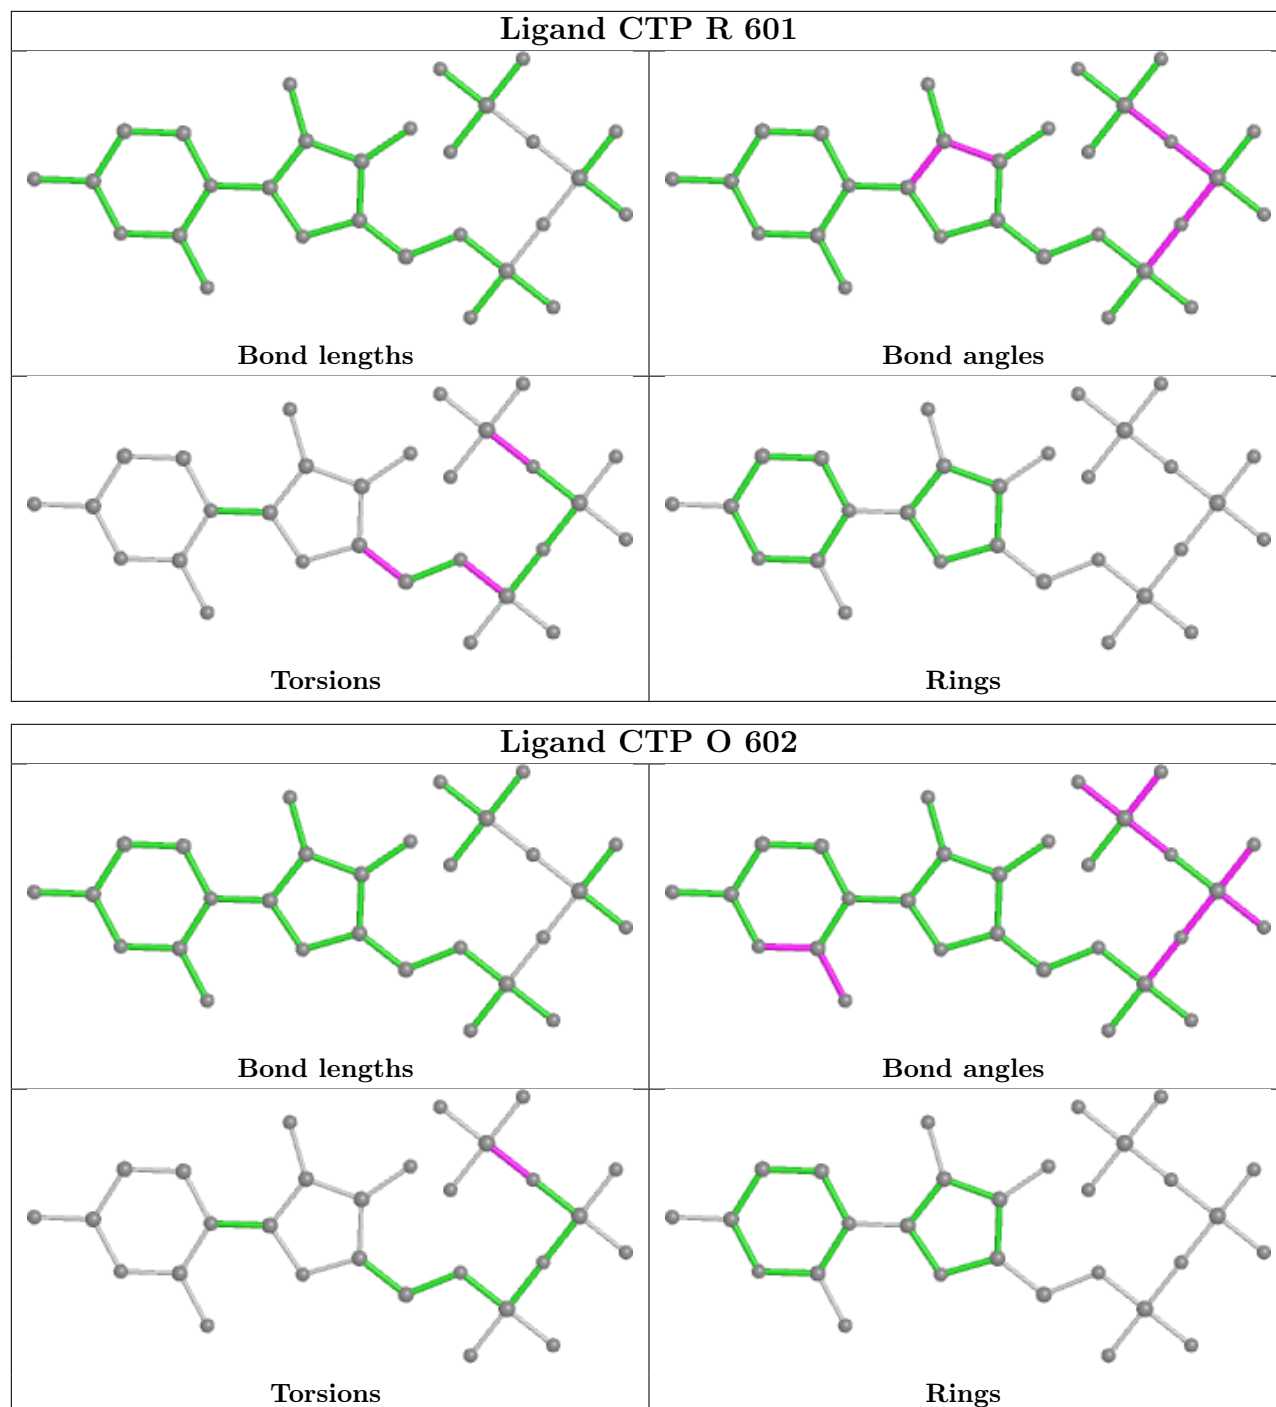 Ligand CTP R 601
Bond lengths
Bond angles
Torsions
Rings
Ligand CTP O 602
Bond lengths
Bond angles
Torsions
Rings